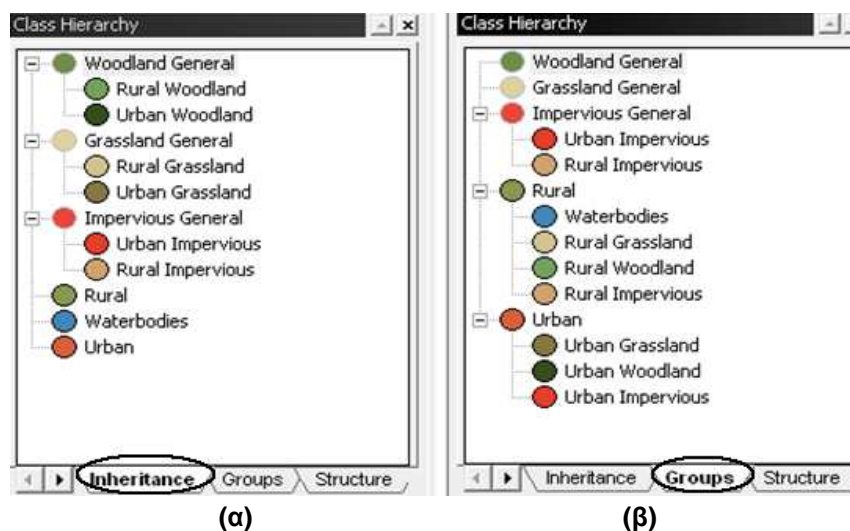 Class Hierarchy
Woodland General
Rural Woodland
Urban Woodland
Grassland General
Rural Grassland
Urban Grassland
Impervious General
Urban Impervious
Rural Impervious
Rural
Waterbodies
Urban
Inheritance Groups Structure
(α)
Class Hierarchy
Woodland General
Grassland General
Impervious General
Urban Impervious
Rural Impervious
Rural
Waterbodies
Rural Grassland
Rural Woodland
Rural Impervious
Urban
Urban Grassland
Urban Woodland
Urban Impervious
Inheritance Groups Structure
(β)